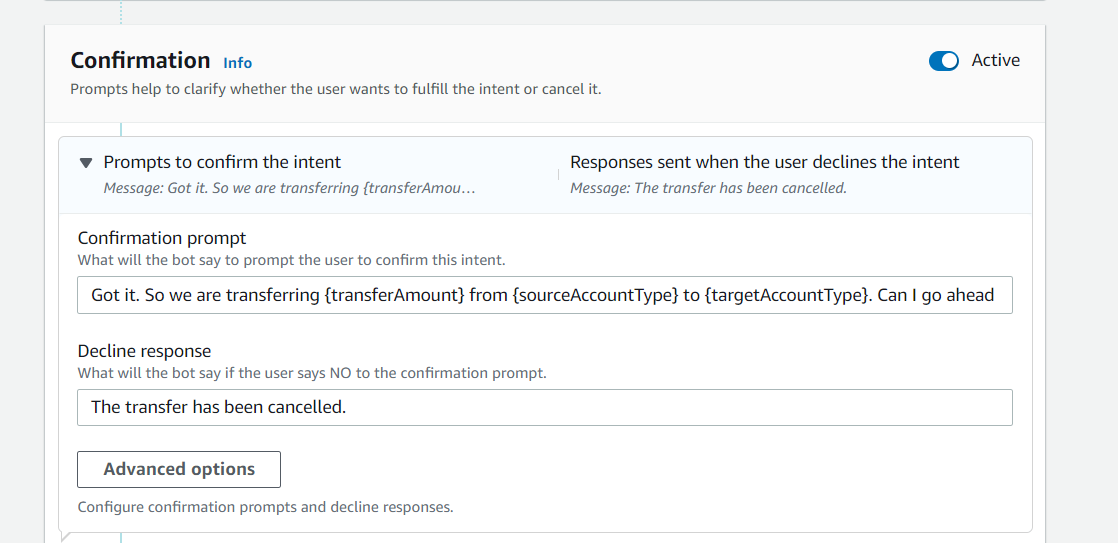 Confirmation Info
Active
Prompts help to clarify whether the user wants to fulfill the intent or cancel it.
Prompts to confirm the intent
Message: Got it. So we are transferring {transferAmou…
Responses sent when the user declines the intent
Message: The transfer has been cancelled.
Confirmation prompt
What will the bot say to prompt the user to confirm this intent.
Got it. So we are transferring {transferAmount} from {sourceAccountType} to {targetAccountType}. Can I go ahead
Decline response
What will the bot say if the user says NO to the confirmation prompt.
The transfer has been cancelled.
Advanced options
Configure confirmation prompts and decline responses.